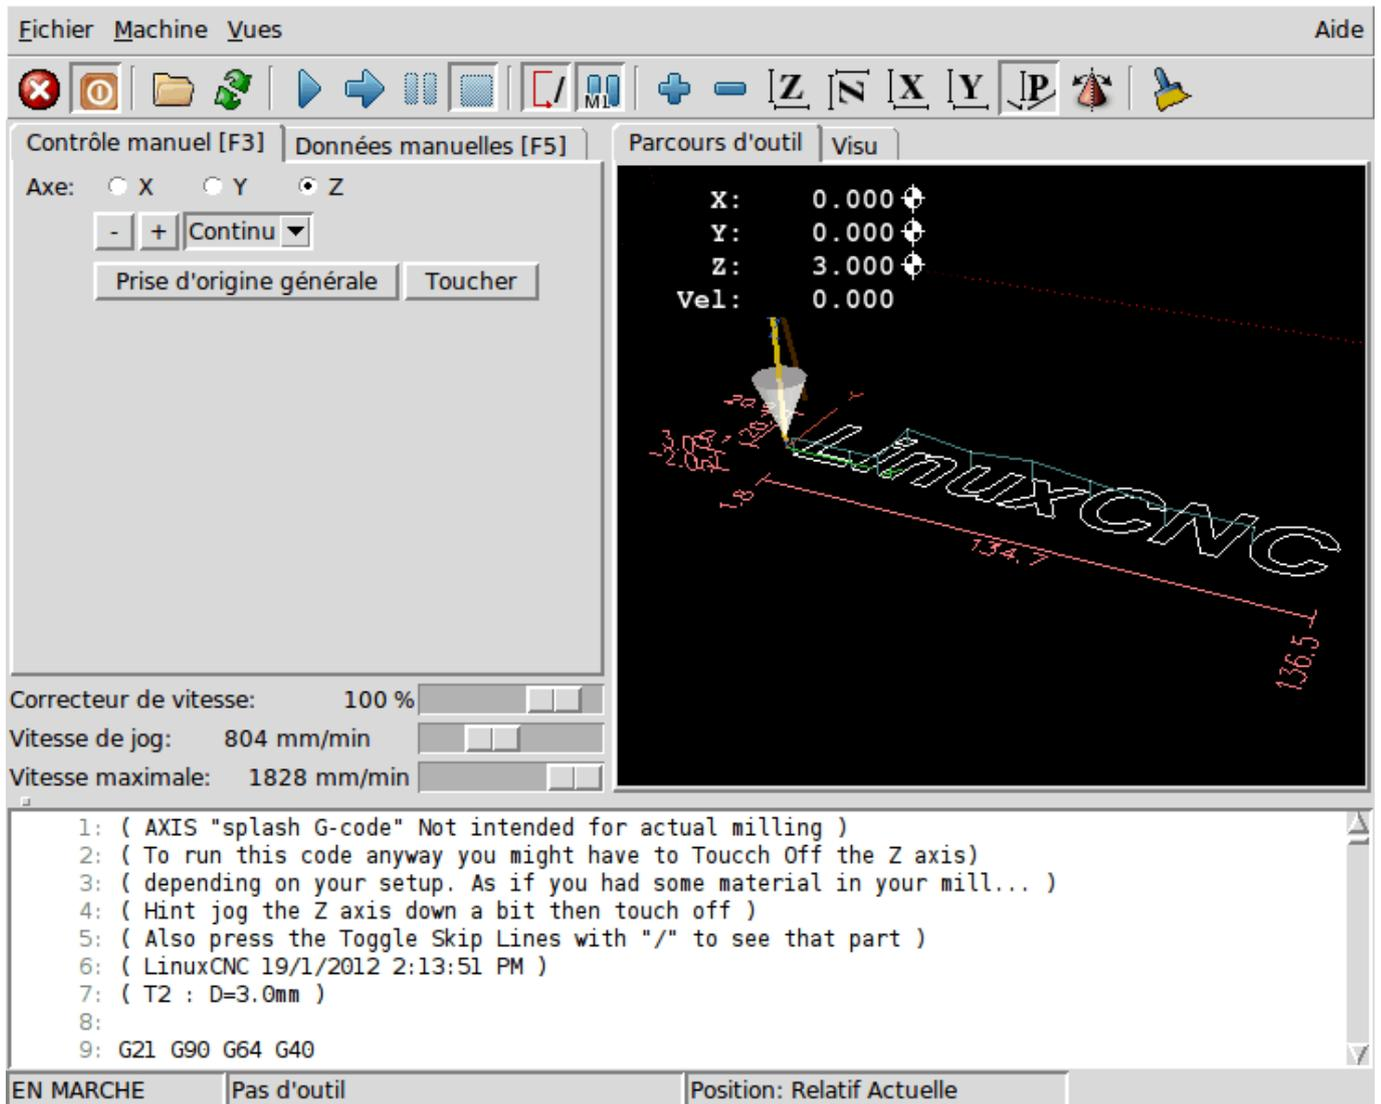 Fichier Machine Vues Aide
M1 Z N X Y P
Contrôle manuel [F3] Données manuelles [F5] Parcours d'outil Visu
Axe: X Y Z
- + Continu
Prise d'origine générale Toucher
X: 0.000
Y: 0.000
Z: 3.000
Vel: 0.000
Y
LinuxCNC
1.8
134.7
136.5
Correcteur de vitesse: 100 %
Vitesse de jog: 804 mm/min
Vitesse maximale: 1828 mm/min
1: ( AXIS "splash G-code" Not intended for actual milling )
2: ( To run this code anyway you might have to Toucch Off the Z axis)
3: ( depending on your setup. As if you had some material in your mill... )
4: ( Hint jog the Z axis down a bit then touch off )
5: ( Also press the Toggle Skip Lines with "/" to see that part )
6: ( LinuxCNC 19/1/2012 2:13:51 PM )
7: ( T2 : D=3.0mm )
8:
9: G21 G90 G64 G40
EN MARCHE Pas d'outil Position: Relatif Actuelle